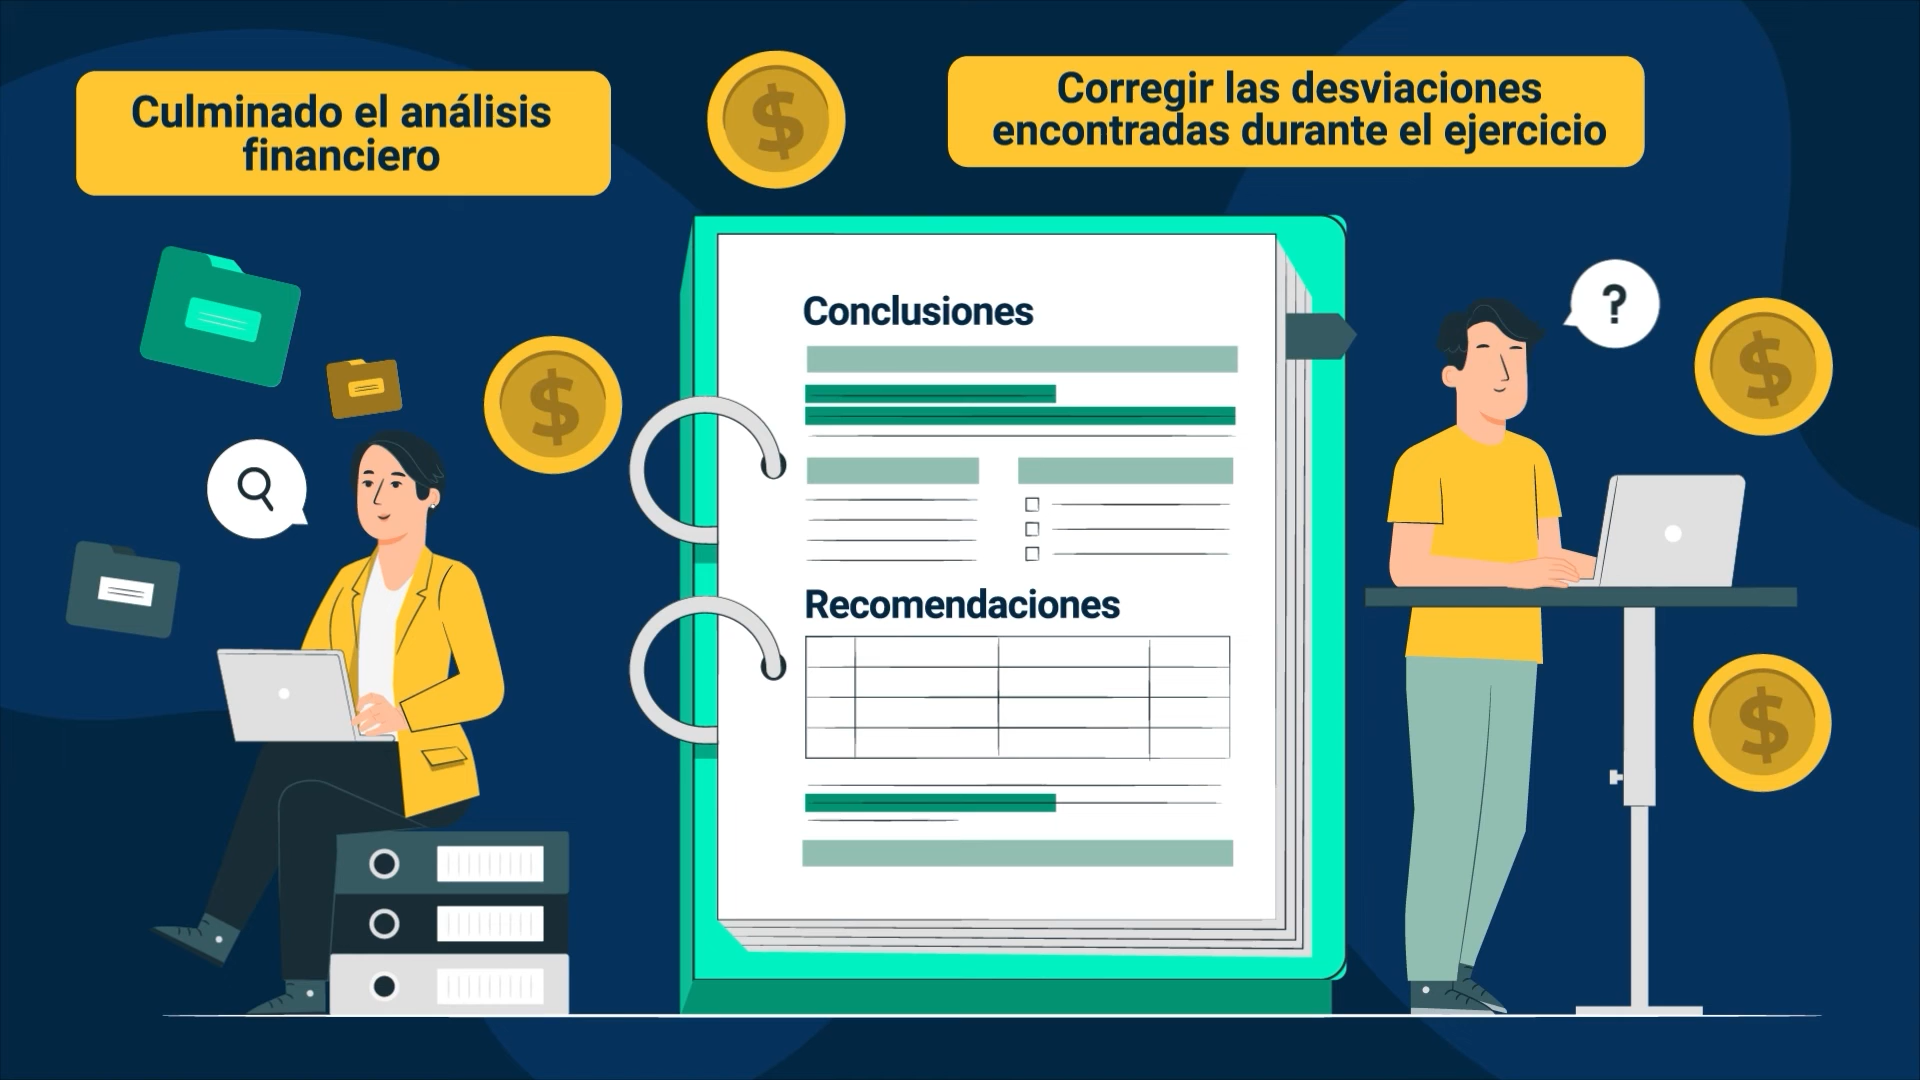 Culminado el análisis
financiero
Corregir las desviaciones
encontradas durante el ejercicio
$
?
$
$
Conclusiones
Recomendaciones
$